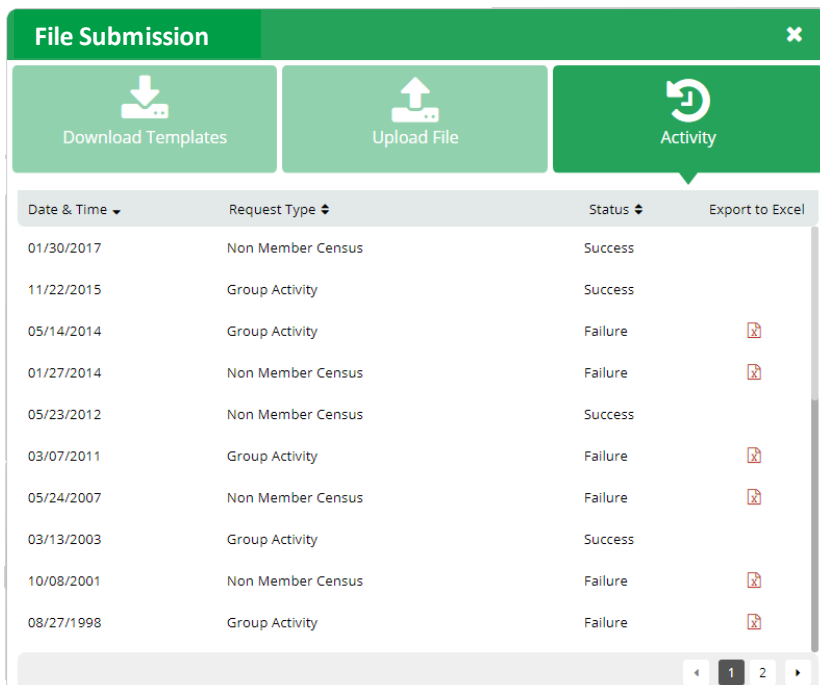 File Submission
Download Templates
Upload File
Activity
Date & Time Request Type Status Export to Excel
01/30/2017 Non Member Census Success
11/22/2015 Group Activity Success
05/14/2014 Group Activity Failure
01/27/2014 Non Member Census Failure
05/23/2012 Non Member Census Success
03/07/2011 Group Activity Failure
05/24/2007 Non Member Census Failure
03/13/2003 Group Activity Success
10/08/2001 Non Member Census Failure
08/27/1998 Group Activity Failure
1 2